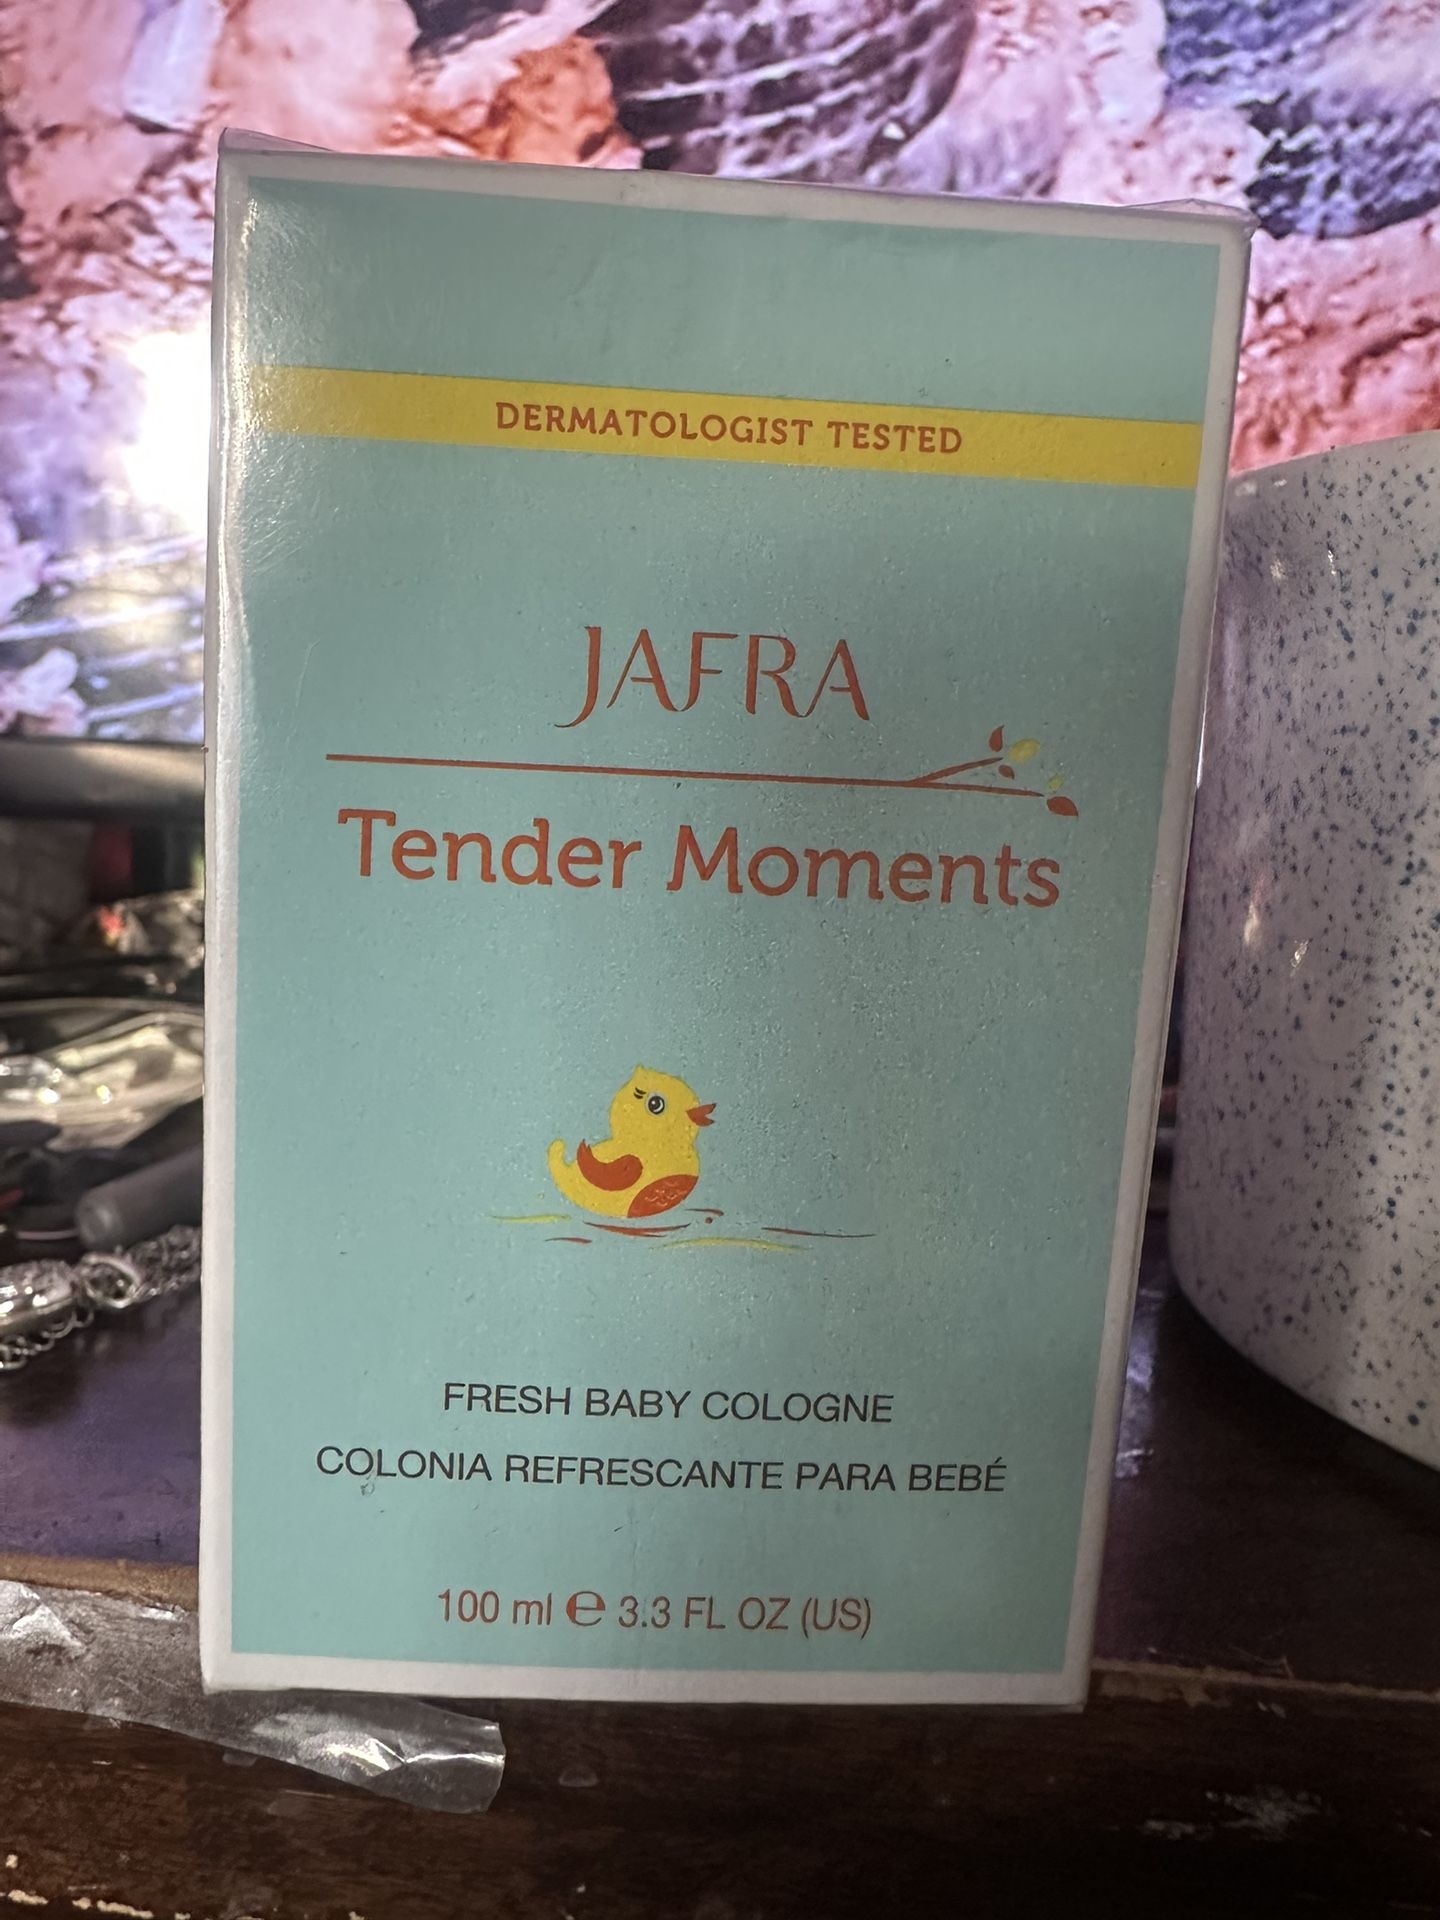 DERMATOLOGIST TESTED
JAFRA
Tender Moments
FRESH BABY COLOGNE
COLONIA REFRESCANTE PARA BEBÉ
100 ml ℮ 3.3 FL OZ (US)